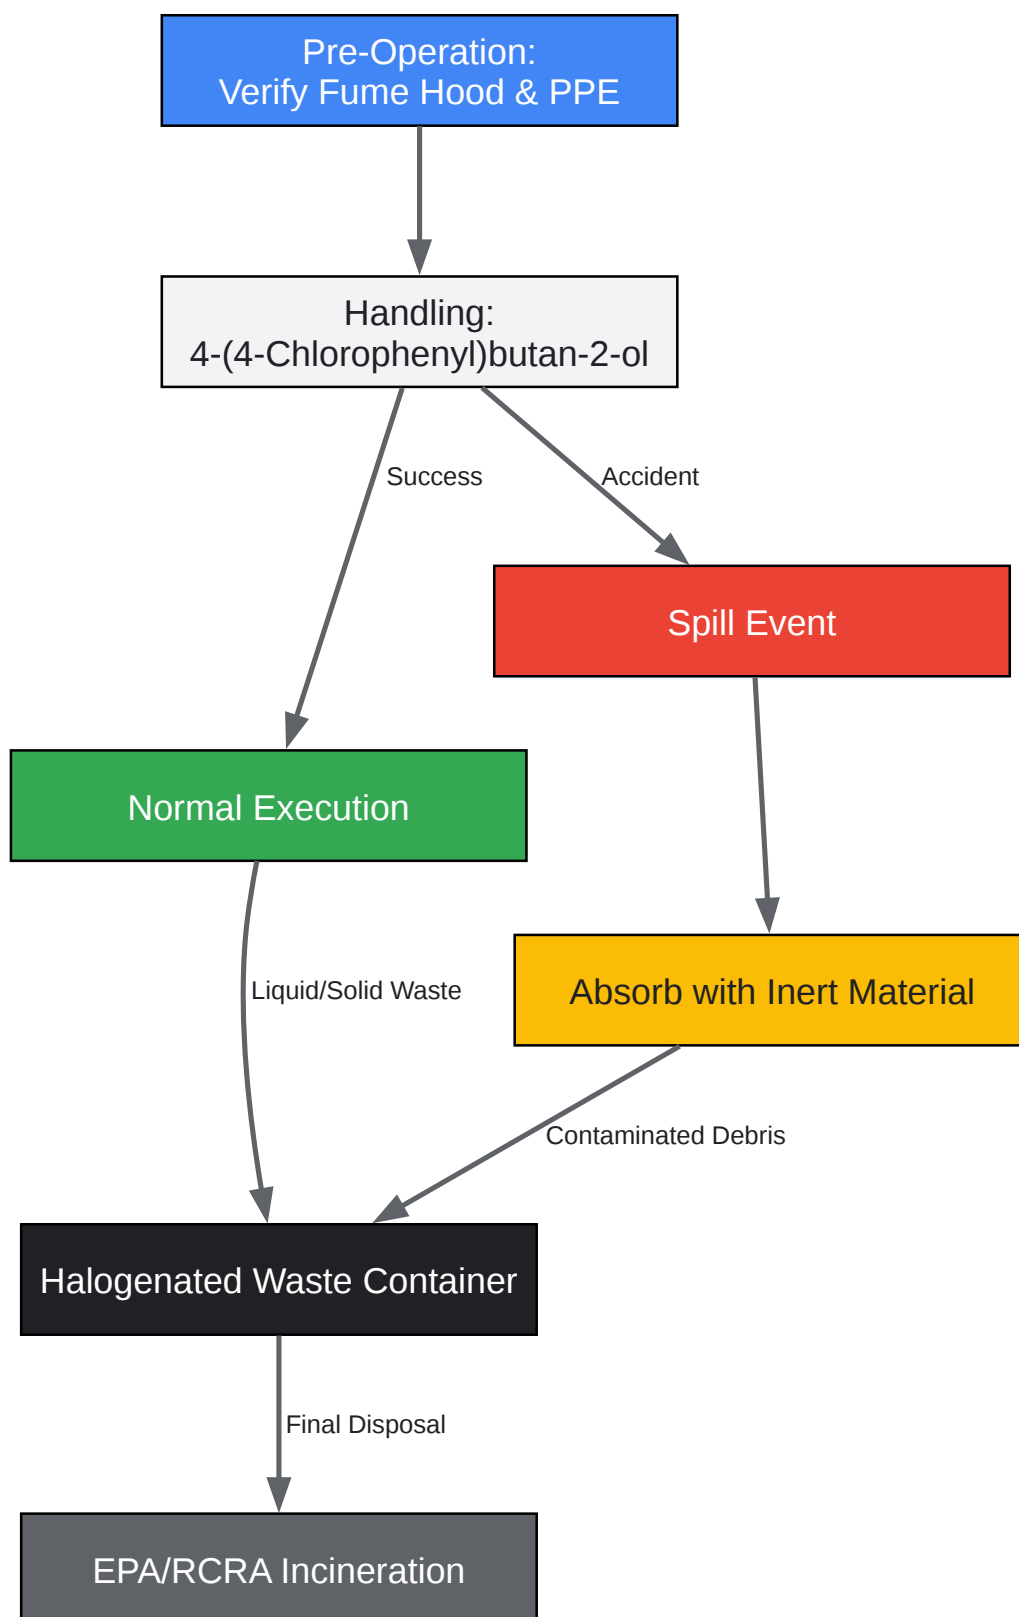 Pre-Operation:
Verify Fume Hood & PPE
Handling:
4-(4-Chlorophenyl)butan-2-ol
Success
Accident
Spill Event
Normal Execution
Liquid/Solid Waste
Absorb with Inert Material
Contaminated Debris
Halogenated Waste Container
Final Disposal
EPA/RCRA Incineration